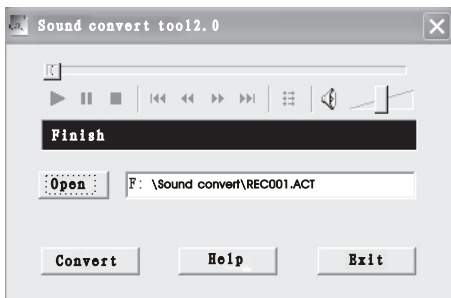 Sound convert tool2.0
Finish
Open F: \Sound convert\REC001.ACT
Convert Help Exit